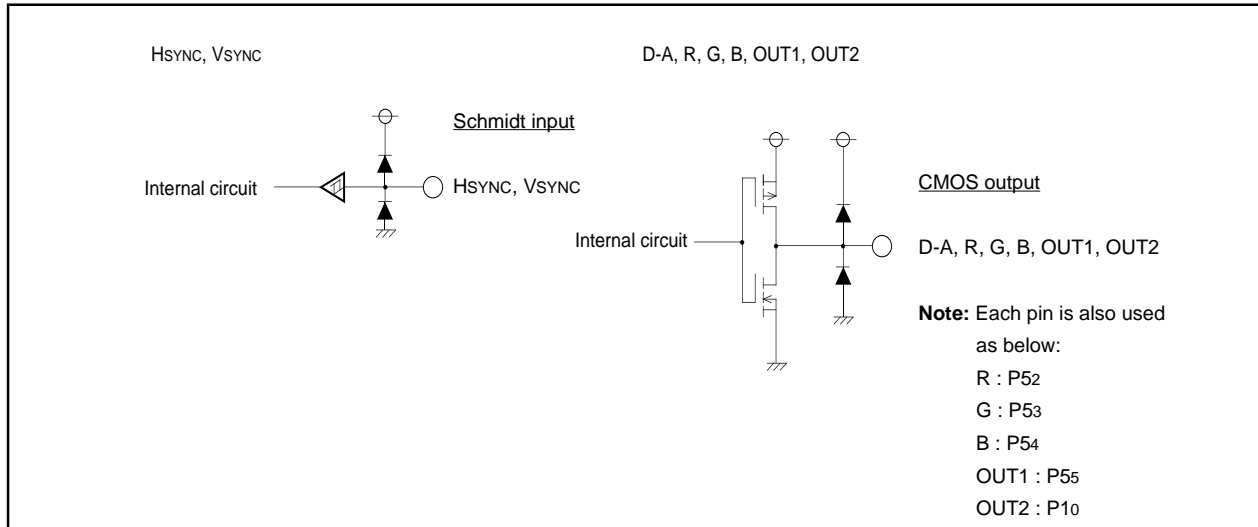 HSYNC, VSYNC
Schmidt input
Internal circuit
HSYNC, VSYNC
D-A, R, G, B, OUT1, OUT2
CMOS output
Internal circuit
D-A, R, G, B, OUT1, OUT2
Note: Each pin is also used
as below:
R : P52
G : P53
B : P54
OUT1 : P55
OUT2 : P10